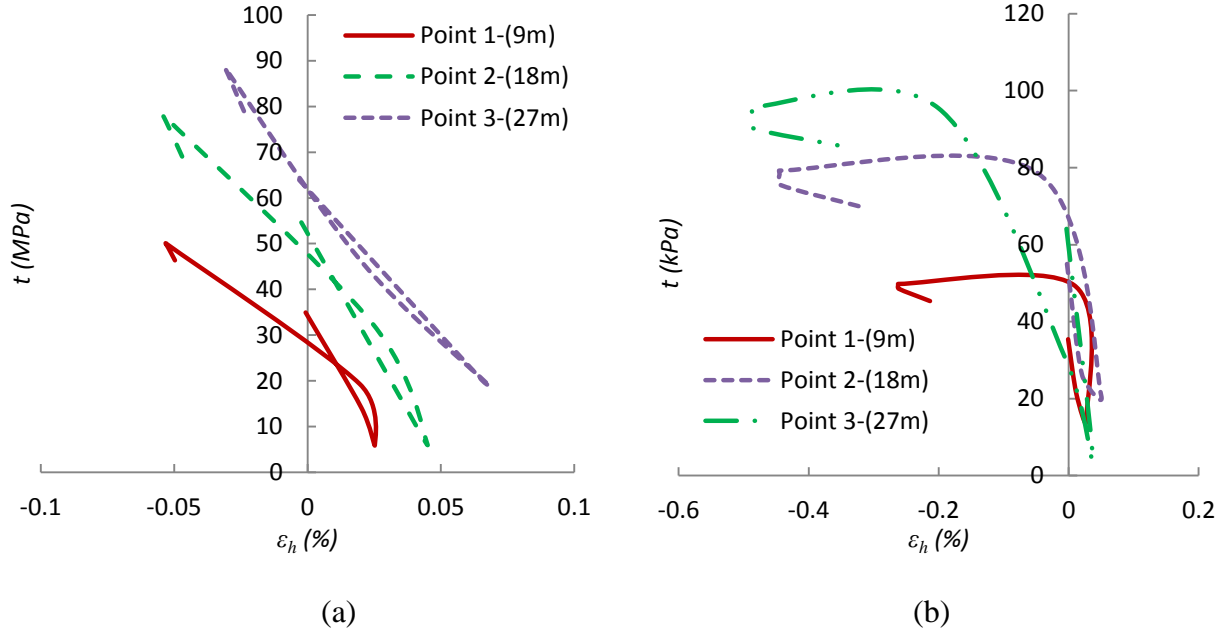 100
90
80
70
60
50
40
30
20
10
0
-0.1
-0.05
0
0.05
0.1
t (MPa)
ε_h (%)
Point 1-(9m)
Point 2-(18m)
Point 3-(27m)
(a)
120
100
80
60
40
20
0
-0.6
-0.4
-0.2
0
0.2
t (kPa)
ε_h (%)
Point 1-(9m)
Point 2-(18m)
Point 3-(27m)
(b)